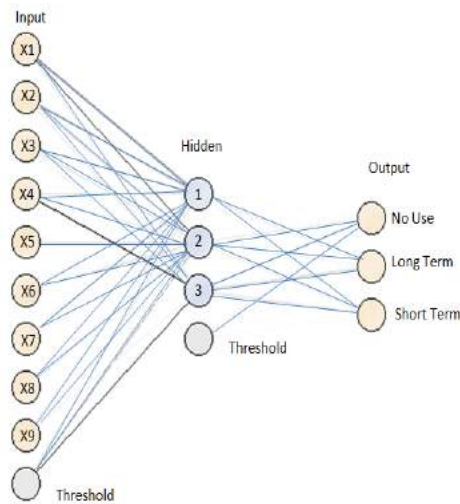 Input
X1
X2
X3
Hidden
X4
1
Output
No Use
X5
2
Long Term
X6
3
Short Term
X7
Threshold
X8
X9
Threshold